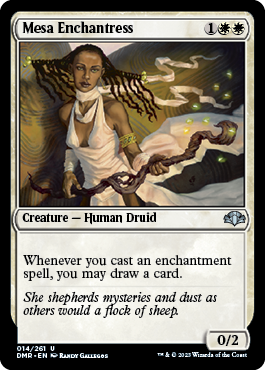 Mesa Enchantress 1
Creature — Human Druid
Whenever you cast an enchantment
spell, you may draw a card.
She shepherds mysteries and dust as
others would a flock of sheep.
0/2
014/261 U
DMR • EN Randy Gallegos
™ & © 2023 Wizards of the Coast